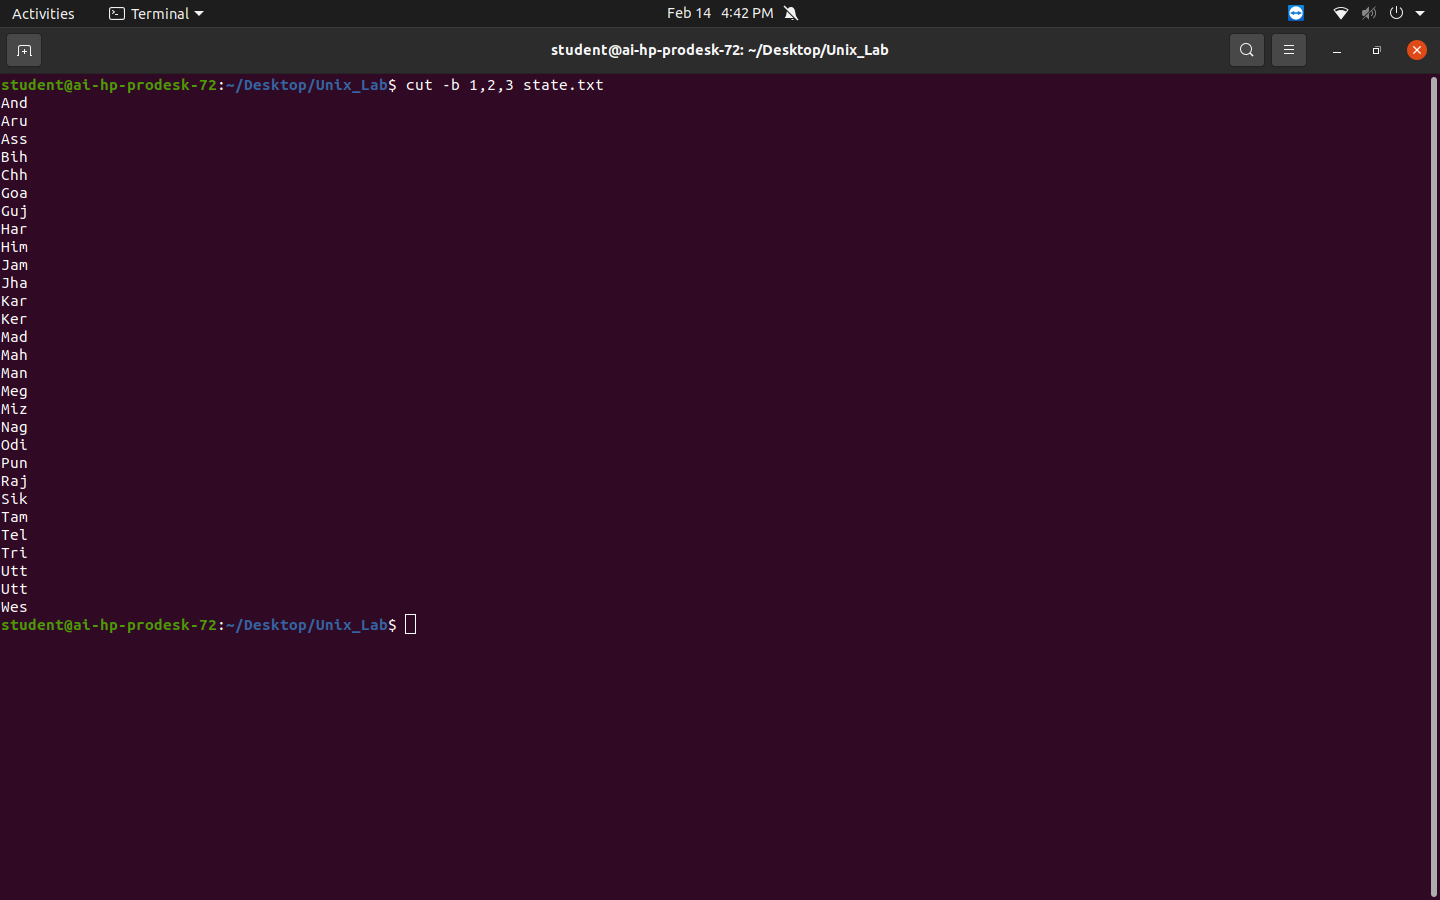 Activities Terminal Feb 14 4:42 PM
student@ai-hp-prodesk-72: ~/Desktop/Unix_Lab
student@ai-hp-prodesk-72:~/Desktop/Unix_Lab$ cut -b 1,2,3 state.txt
And
Aru
Ass
Bih
Chh
Goa
Guj
Har
Him
Jam
Jha
Kar
Ker
Mad
Mah
Man
Meg
Miz
Nag
Odi
Pun
Raj
Sik
Tam
Tel
Tri
Utt
Utt
Wes
student@ai-hp-prodesk-72:~/Desktop/Unix_Lab$